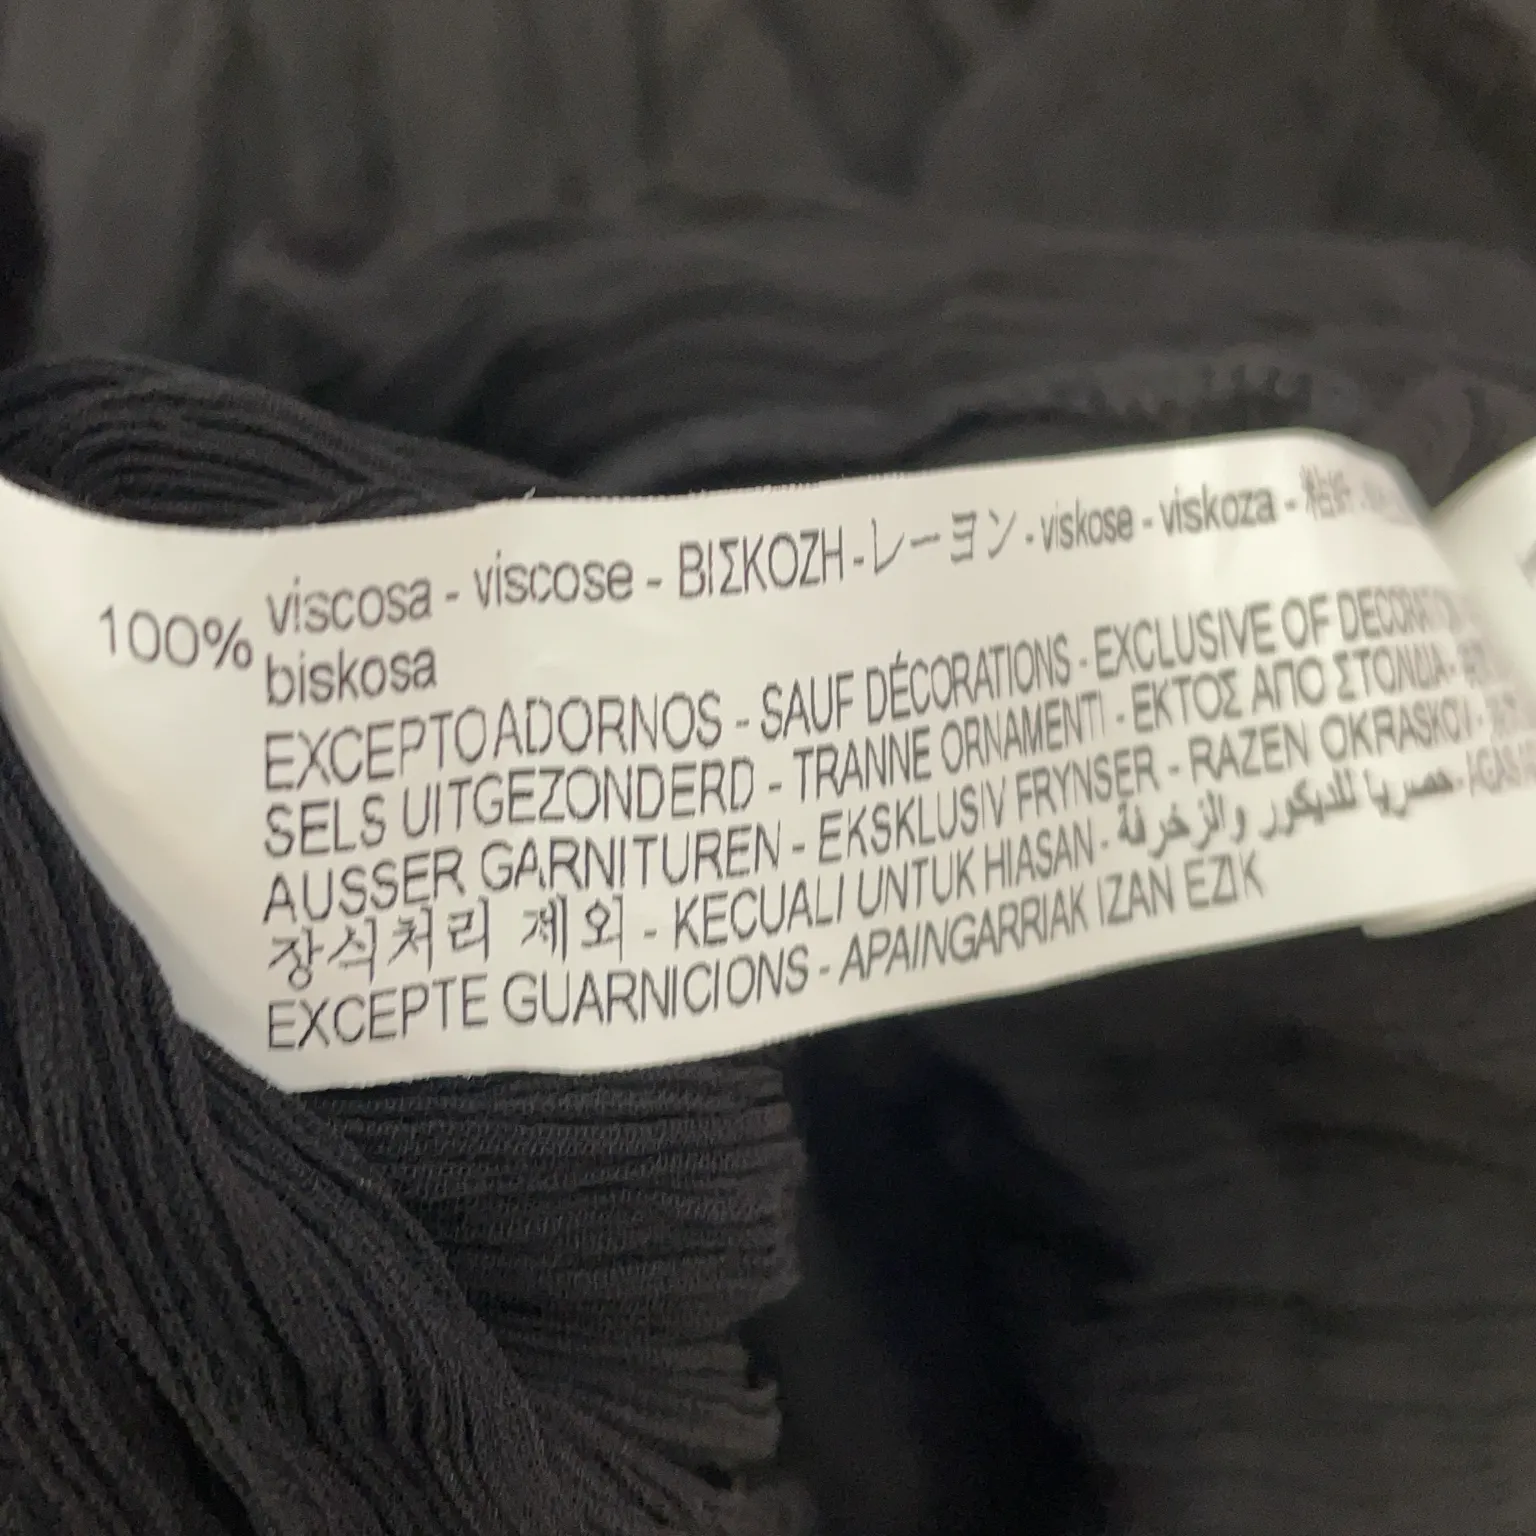 100% viscosa - viscose - ΒΙΣΚΟΖΗ - レーヨン - viskose - viskoza -
biskosa
EXCEPTO ADORNOS - SAUF DÉCORATIONS - EXCLUSIVE OF
SELS UITGEZONDERD - TRANNE ORNAMENTI - ΕΚΤΟΣ ΑΠΟ ΣΤΟΛΙΔΙΑ -
AUSSER GARNITUREN - EKSKLUSIV FRYNSER - RAZEN OKRASKOV -
장식처리 제외 - KECUALI UNTUK HIASAN - حصريا للديكور والزخرفة -
EXCEPTE GUARNICIONS - APAINGARRIAK IZAN EZIK